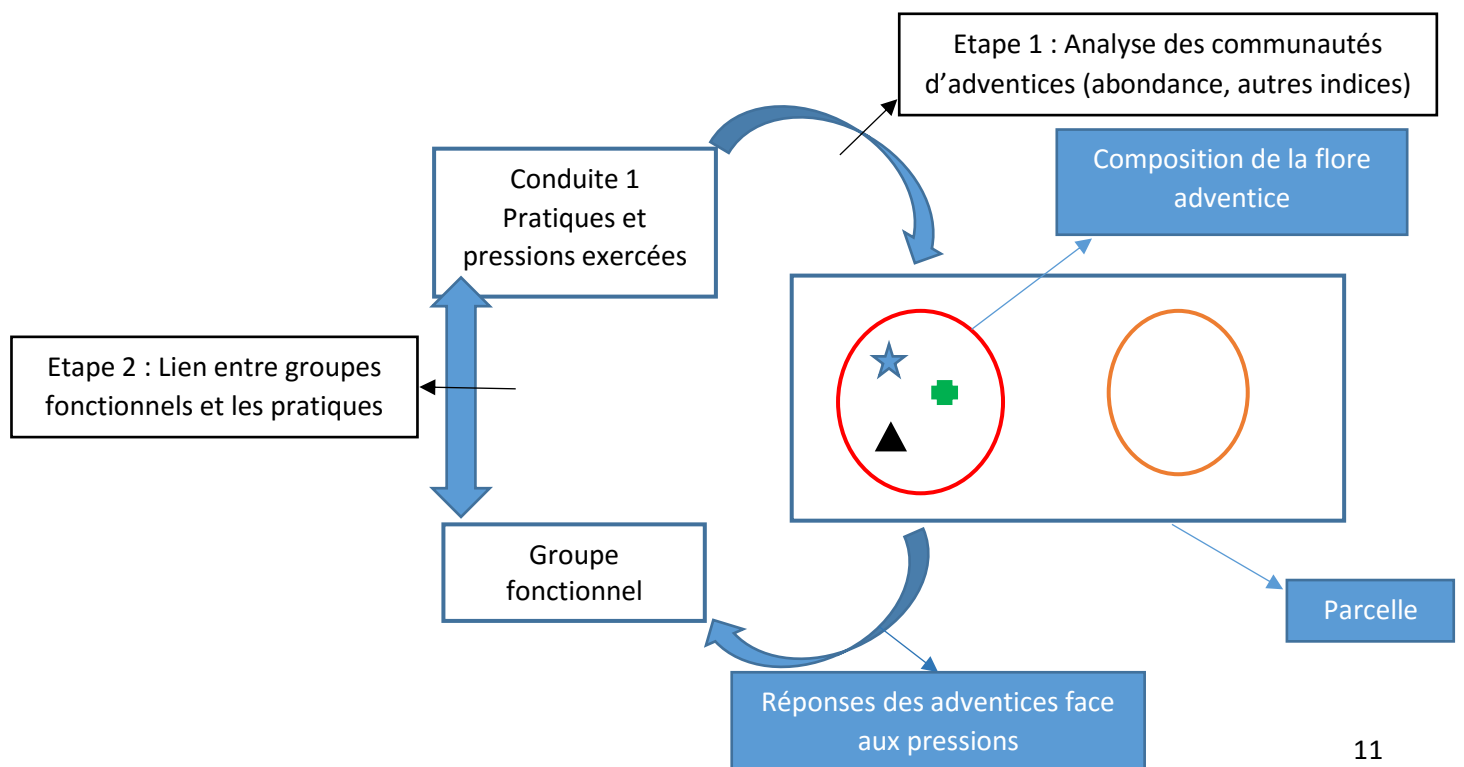 Etape 1 : Analyse des communautés
d’adventices (abondance, autres indices)
Composition de la flore
adventice
Conduite 1
Pratiques et
pressions exercées
Etape 2 : Lien entre groupes
fonctionnels et les pratiques
Groupe
fonctionnel
Parcelle
Réponses des adventices face
aux pressions
11